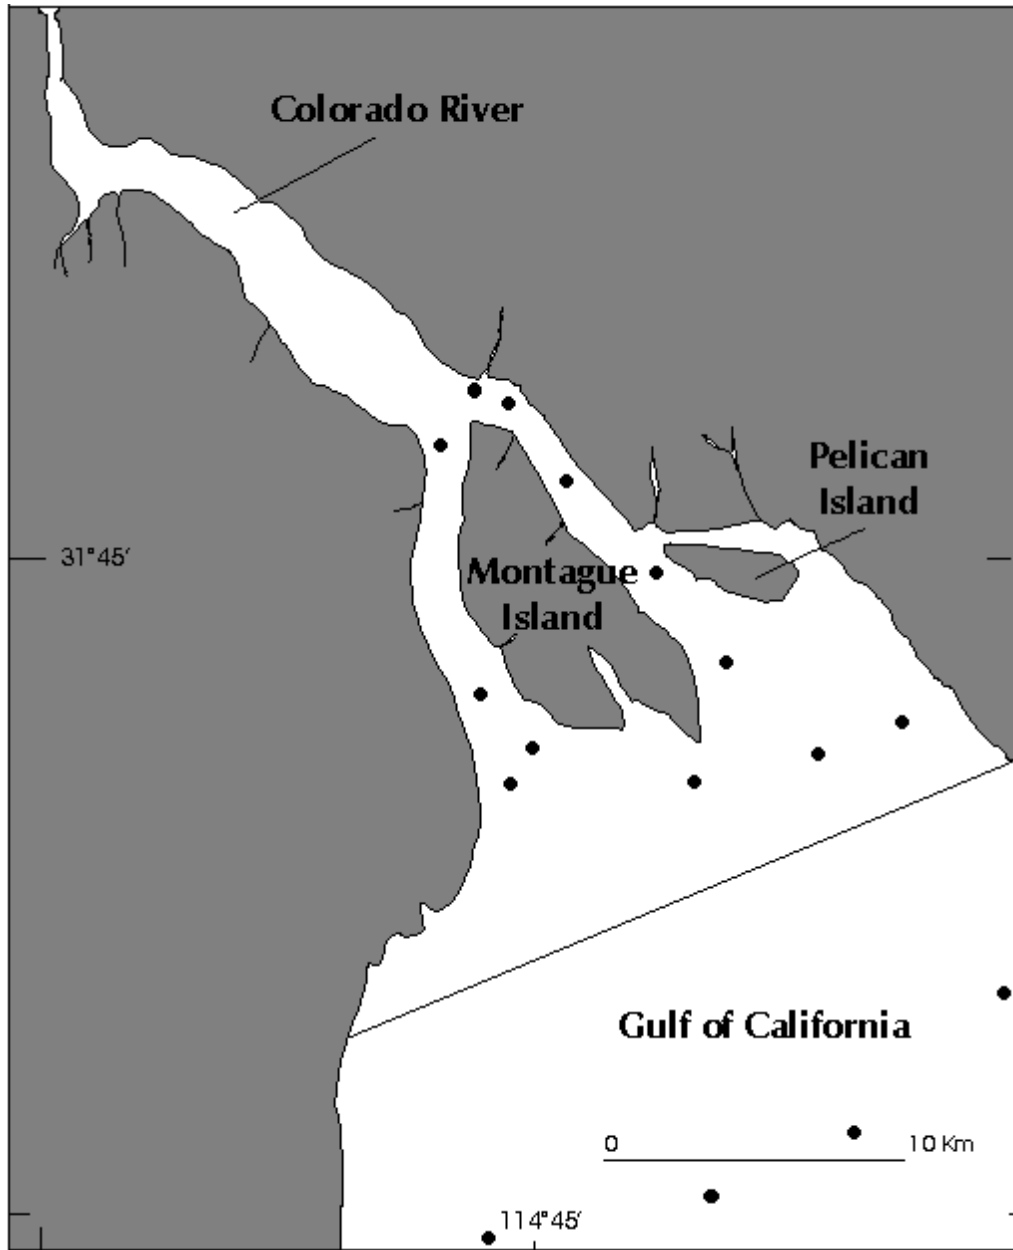 Colorado River
Pelican
Island
31°45′
Montague
Island
Gulf of California
0 10 Km
114°45′